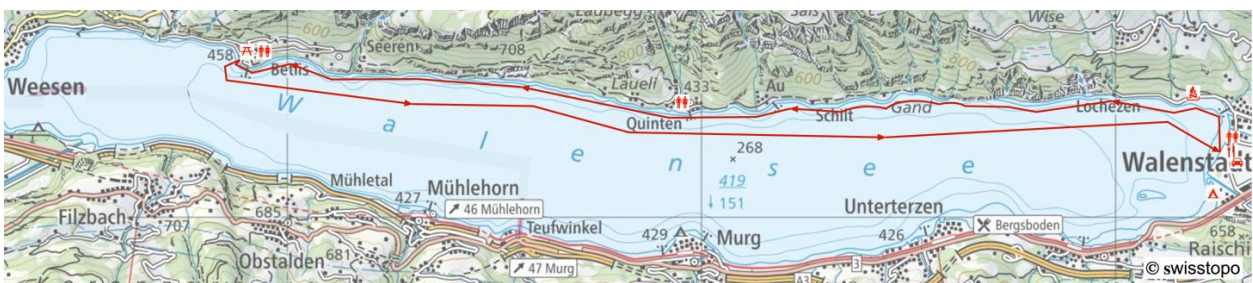 Wise
600
708
Seeren
458
Betlis
Laueli
800
433
Au
600
800
Weesen
Quinten
Schilt
Gand
Lochezen
Walensee
268
419
151
Walenstadt
Mühletal
Mühlehorn
427
46 Mühlehorn
Filzbach
685
707
Teufwinkel
Obstalden
681
47 Murg
429
Murg
Unterterzen
426
Bergsboden
3
A3
658
Raischi
© swisstopo